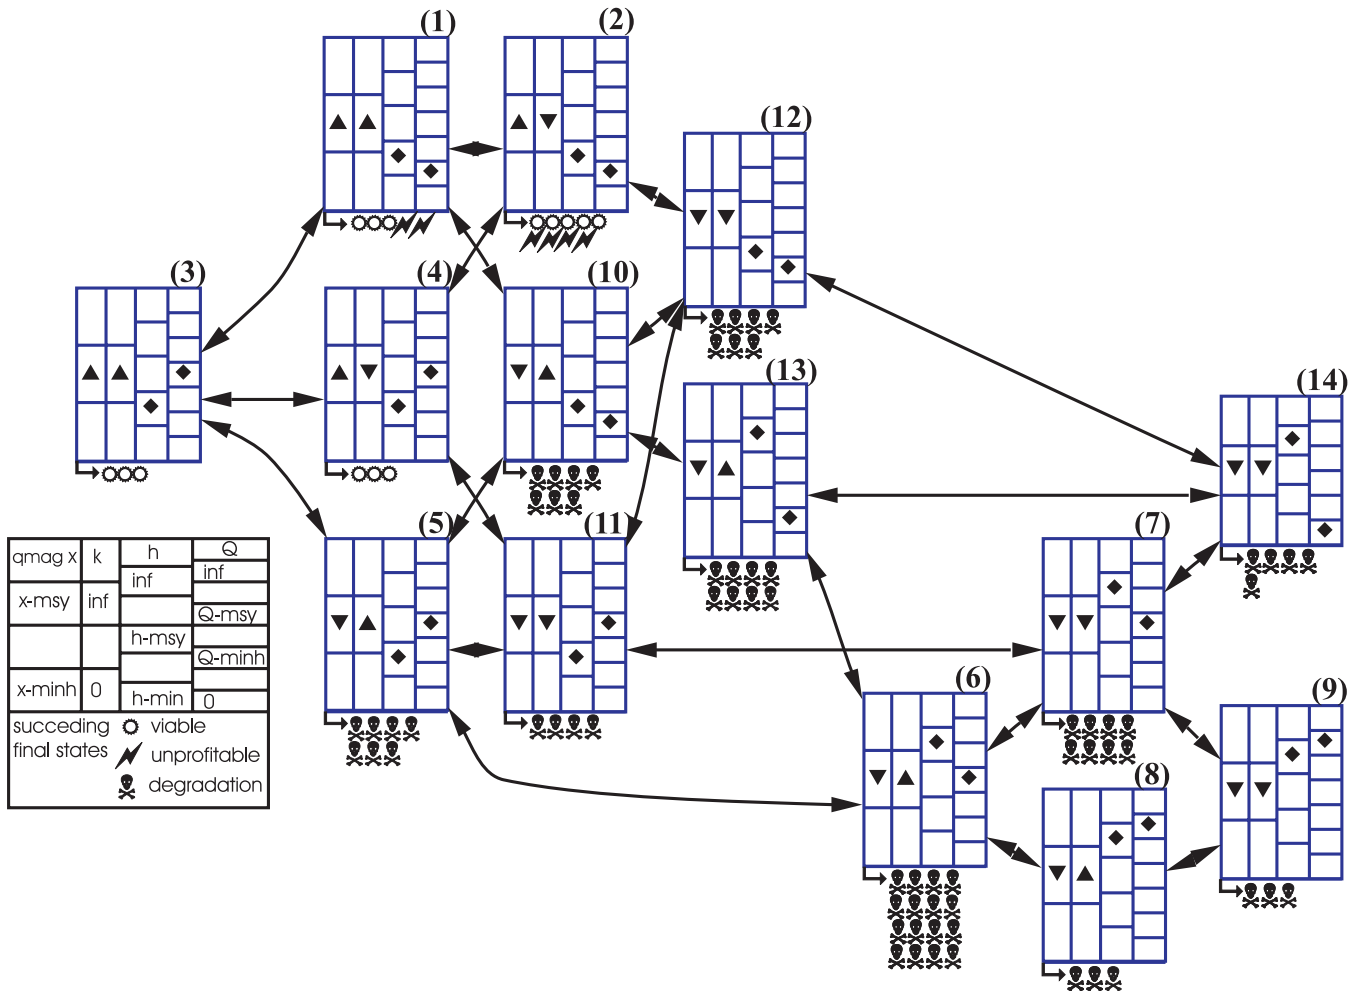 (1)
(2)
(12)
(3)
(4)
(10)
(13)
(14)
(5)
(11)
(7)
(6)
(9)
(8)
qmag x k h Q
inf inf
x-msy inf
Q-msy
h-msy
Q-minh
x-minh 0
h-min 0
succeding viable
final states unprofitable
degradation